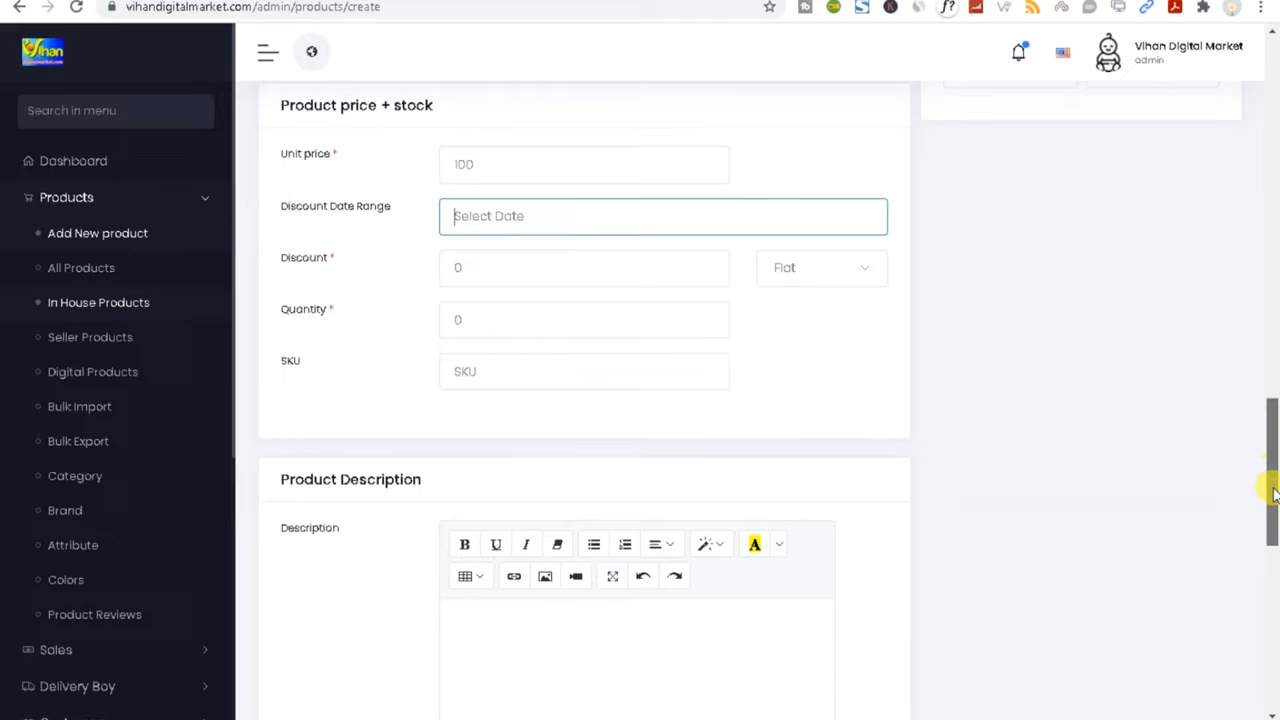 vihandigitalmarket.com/admin/products/create
Vihan
Search in menu
Vihan Digital Market
admin
Dashboard
Products
Add New product
All Products
In House Products
Seller Products
Digital Products
Bulk Import
Bulk Export
Category
Brand
Attribute
Colors
Product Reviews
Sales
Delivery Boy
Product price + stock
Unit price *
100
Discount Date Range
Select Date
Discount *
0
Flat
Quantity *
0
SKU
SKU
Product Description
Description
B U I
A